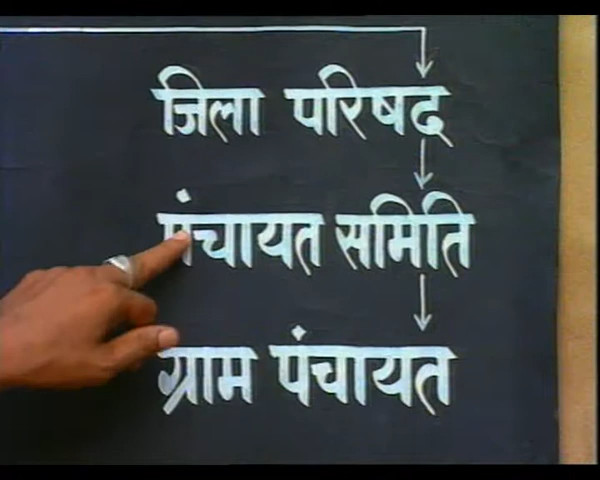 जिला परिषद
पंचायत समिति
ग्राम पंचायत